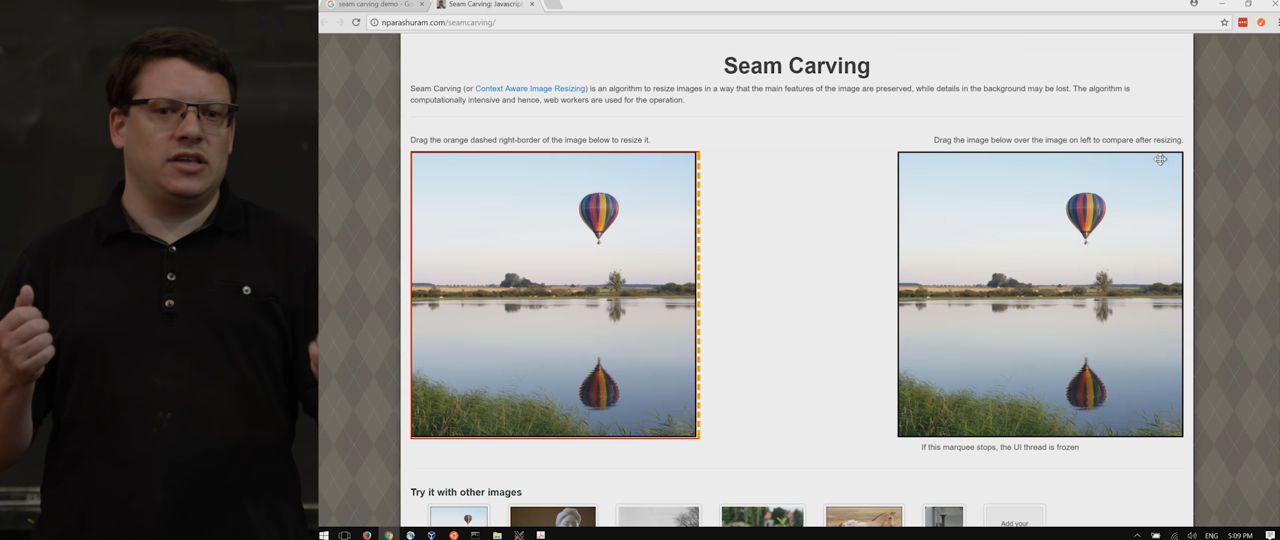 seam carving demo - Go
Seam Carving: Javascript
nparashuram.com/seamcarving/
Seam Carving
Seam Carving (or Context Aware Image Resizing) is an algorithm to resize images in a way that the main features of the image are preserved, while details in the background may be lost. The algorithm is
computationally intensive and hence, web workers are used for the operation.
Drag the orange dashed right-border of the image below to resize it.
Drag the image below over the image on left to compare after resizing.
If this marquee stops, the UI thread is frozen
Try it with other images
Add your
ENG
5:09 PM